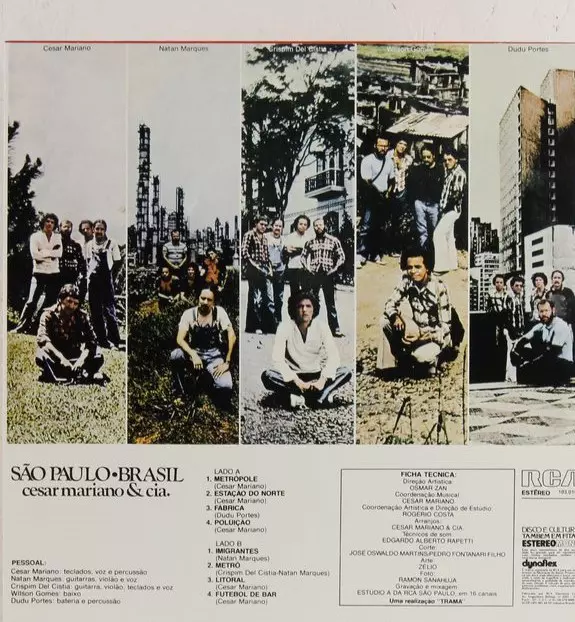 Cesar Mariano
Natan Marques
Crispim Del Cistia
Wilson Gomes
Dudu Portes
SÃO PAULO•BRASIL
cesar mariano & cia.
PESSOAL:
Cesar Mariano: teclados, voz e percussão
Natan Marques: guitarras, violão e voz
Crispim Del Cistia: guitarra, violão, teclados e voz
Wilson Gomes: baixo
Dudu Portes: bateria e percussão
LADO A
1. METRÓPOLE
(Cesar Mariano)
2. ESTAÇÃO DO NORTE
(Cesar Mariano)
3. FÁBRICA
(Dudu Portes)
4. POLUIÇÃO
(Cesar Mariano)
LADO B
1. IMIGRANTES
(Natan Marques)
2. METRÔ
(Crispim Del Cistia-Natan Marques)
3. LITORAL
(Cesar Mariano)
4. FUTEBOL DE BAR
(Cesar Mariano)
FICHA TÉCNICA:
Direção Artística:
OSMAR ZAN
Coordenação Musical
CESAR MARIANO
Coordenação Artística e Direção de Estúdio:
ROGÉRIO COSTA
Arranjos:
CESAR MARIANO & CIA.
Técnicos de som:
EDGARDO ALBERTO RAPETTI
Corte:
JOSÉ OSWALDO MARTINS/PEDRO FONTANARI FILHO
Arte:
ZÉLIO
Foto:
RAMON SANAHUJA
Gravação e mixagem
ESTÚDIO A DA RCA SÃO PAULO, em 16 canais
Uma realização "TRAMA"
RCA
ESTÉREO
DISCO É CULTURA
TAMBÉM EM FITA
ESTEREO
dynaflex